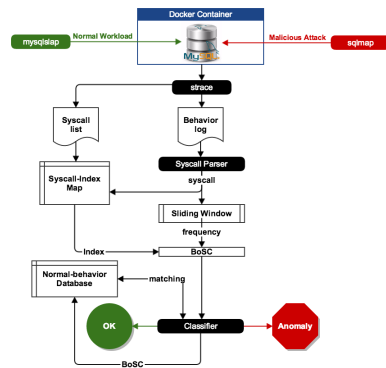 Docker Container
mysqlslap
Normal Workload
Malicious Attack
sqlmap
strace
Syscall
list
Behavior
log
Syscall Parser
syscall
Syscall-Index
Map
Sliding Window
frequency
Index
BoSC
Normal-behavior
Database
matching
OK
Classifier
Anomaly
BoSC